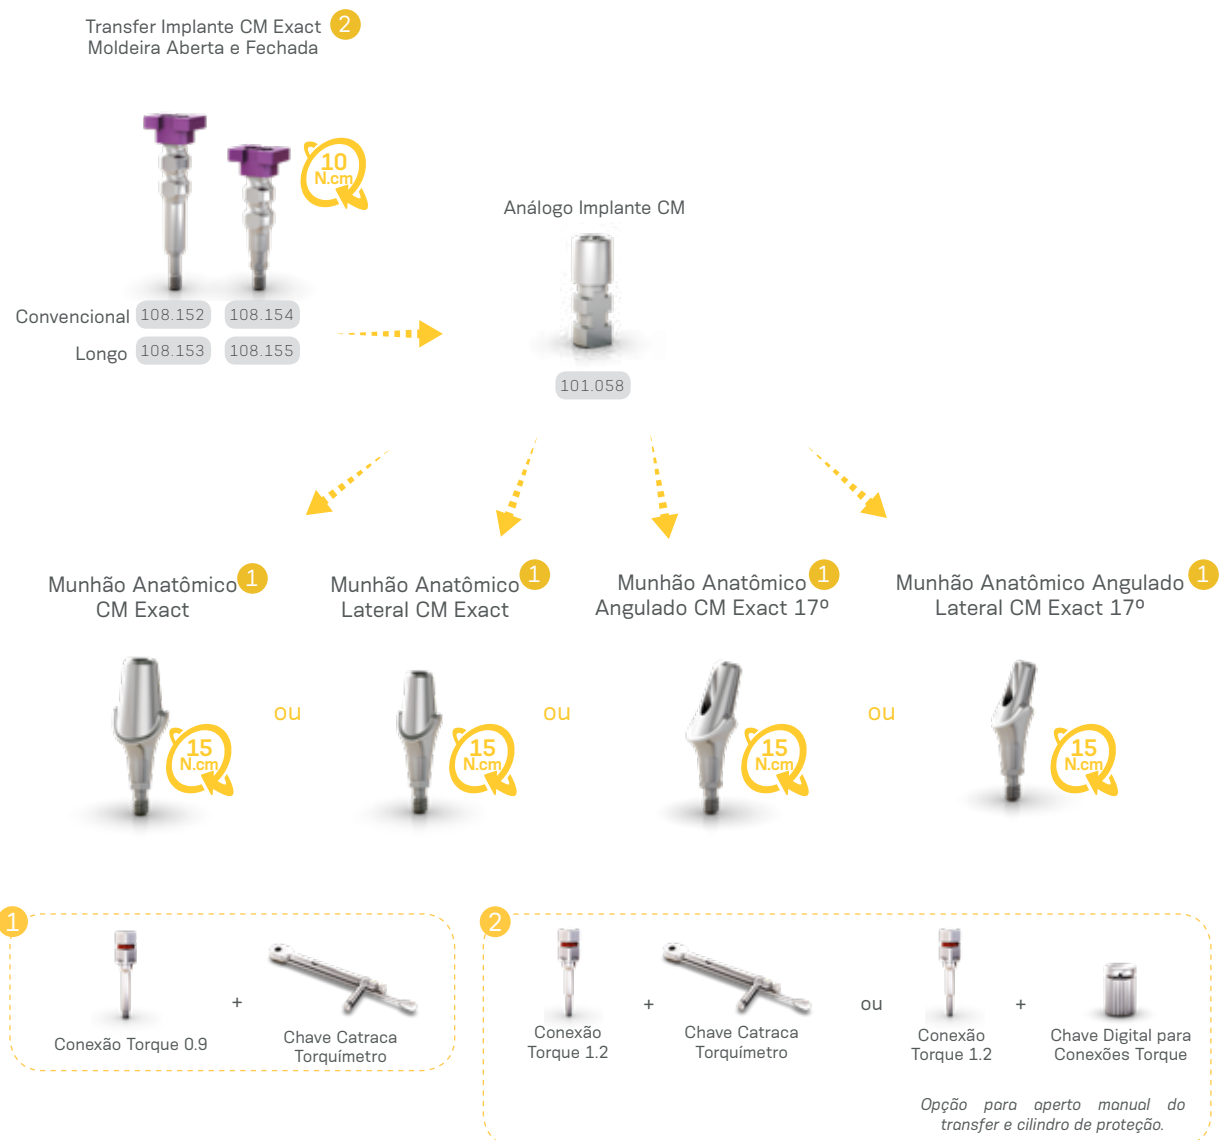 Transfer Implante CM Exact 2
Moldeira Aberta e Fechada
10
N.cm
Convencional 108.152 108.154
Longo 108.153 108.155
Análogo Implante CM
101.058
Munhão Anatômico 1
CM Exact
15
N.cm
ou
Munhão Anatômico 1
Lateral CM Exact
15
N.cm
ou
Munhão Anatômico 1
Angulado CM Exact 17º
15
N.cm
ou
Munhão Anatômico Angulado 1
Lateral CM Exact 17º
15
N.cm
1
Conexão Torque 0.9
+
Chave Catraca
Torquímetro
2
Conexão
Torque 1.2
+
Chave Catraca
Torquímetro
ou
Conexão
Torque 1.2
+
Chave Digital para
Conexões Torque
Opção para aperto manual do
transfer e cilindro de proteção.